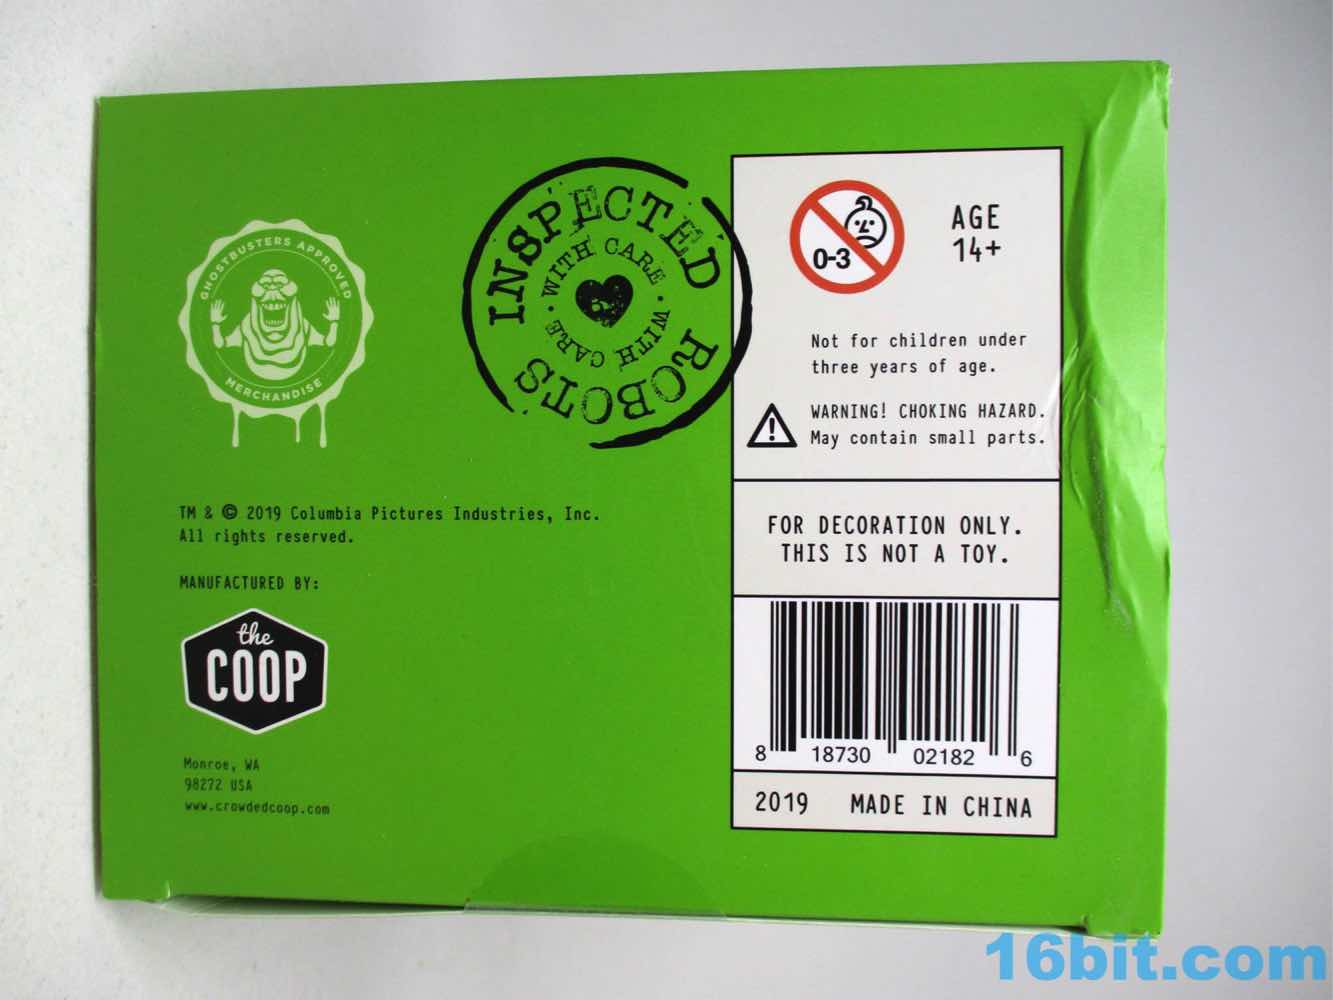 GHOSTBUSTERS APPROVED
MERCHANDISE
INSPECTED
ROBOTS
· WITH CARE · WITH CARE
TM & © 2019 Columbia Pictures Industries, Inc.
All rights reserved.
MANUFACTURED BY:
the
COOP
Monroe, WA
98272 USA
www.crowdedcoop.com
0-3
AGE
14+
Not for children under
three years of age.
WARNING! CHOKING HAZARD.
May contain small parts.
FOR DECORATION ONLY.
THIS IS NOT A TOY.
8 18730 02182 6
2019 MADE IN CHINA
16bit.com